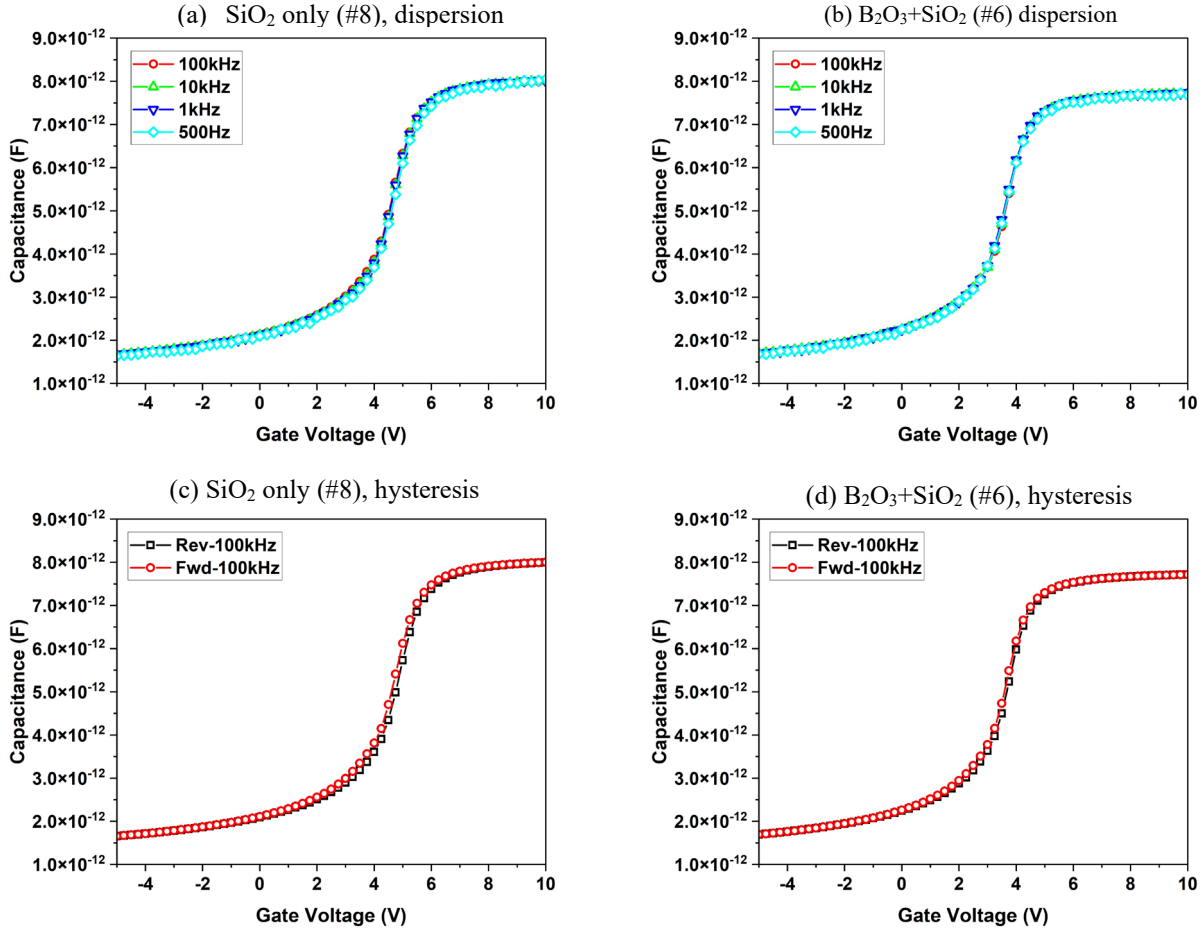 (a) SiO₂ only (#8), dispersion
(b) B₂O₃+SiO₂ (#6) dispersion
9.0×10⁻¹²
8.0×10⁻¹²
7.0×10⁻¹²
6.0×10⁻¹²
5.0×10⁻¹²
4.0×10⁻¹²
3.0×10⁻¹²
2.0×10⁻¹²
1.0×10⁻¹²
Capacitance (F)
100kHz
10kHz
1kHz
500Hz
-4 -2 0 2 4 6 8 10
Gate Voltage (V)
9.0×10⁻¹²
8.0×10⁻¹²
7.0×10⁻¹²
6.0×10⁻¹²
5.0×10⁻¹²
4.0×10⁻¹²
3.0×10⁻¹²
2.0×10⁻¹²
1.0×10⁻¹²
Capacitance (F)
100kHz
10kHz
1kHz
500Hz
-4 -2 0 2 4 6 8 10
Gate Voltage (V)
(c) SiO₂ only (#8), hysteresis
(d) B₂O₃+SiO₂ (#6), hysteresis
9.0×10⁻¹²
8.0×10⁻¹²
7.0×10⁻¹²
6.0×10⁻¹²
5.0×10⁻¹²
4.0×10⁻¹²
3.0×10⁻¹²
2.0×10⁻¹²
1.0×10⁻¹²
Capacitance (F)
Rev-100kHz
Fwd-100kHz
-4 -2 0 2 4 6 8 10
Gate Voltage (V)
9.0×10⁻¹²
8.0×10⁻¹²
7.0×10⁻¹²
6.0×10⁻¹²
5.0×10⁻¹²
4.0×10⁻¹²
3.0×10⁻¹²
2.0×10⁻¹²
1.0×10⁻¹²
Capacitance (F)
Rev-100kHz
Fwd-100kHz
-4 -2 0 2 4 6 8 10
Gate Voltage (V)